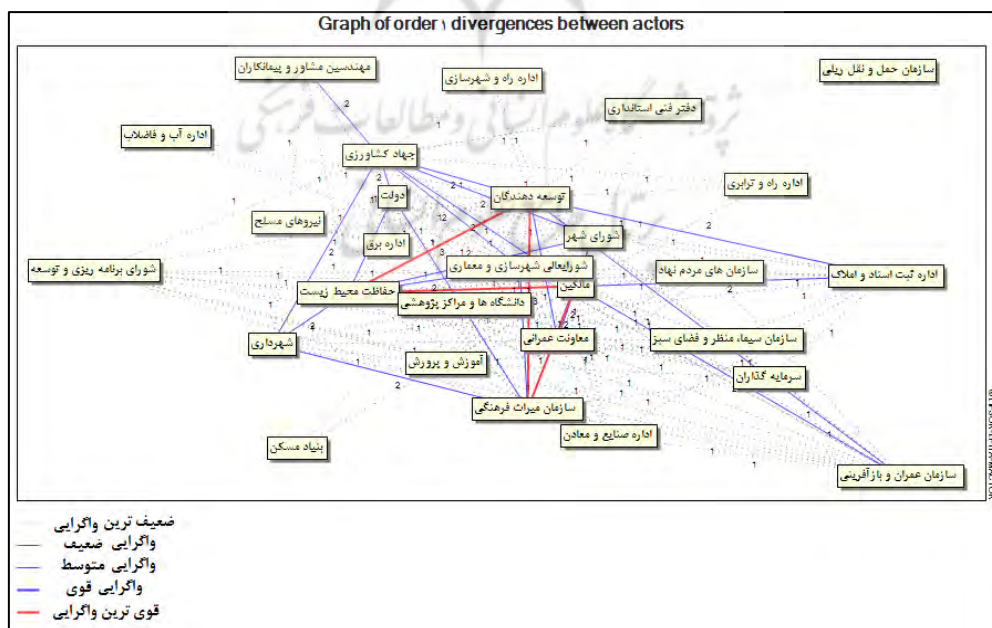 Graph of order ۱ divergences between actors
مهندسین مشاور و پیمانکاران
اداره راه و شهرسازی
سازمان حمل و نقل ریلی
دفتر فنی استانداری
اداره آب و فاضلاب
جهاد کشاورزی
اداره راه و ترابری
دولت
توسعه دهندگان
نیروهای مسلح
شورای شهر
اداره برق
شورای برنامه ریزی و توسعه
شورایعالی شهرسازی و معماری
سازمان های مردم نهاد
اداره ثبت اسناد و املاک
حفاظت محیط زیست
مالکین
دانشگاه ها و مراکز پژوهشی
شهرداری
معاونت عمرانی
سازمان سیما، منظر و فضای سبز
آموزش و پرورش
سرمایه گذاران
سازمان میراث فرهنگی
اداره صنایع و معادن
بنیاد مسکن
سازمان عمران و بازآفرینی
ضعیف ترین واگرایی
واگرایی ضعیف
واگرایی متوسط
واگرایی قوی
قوی ترین واگرایی